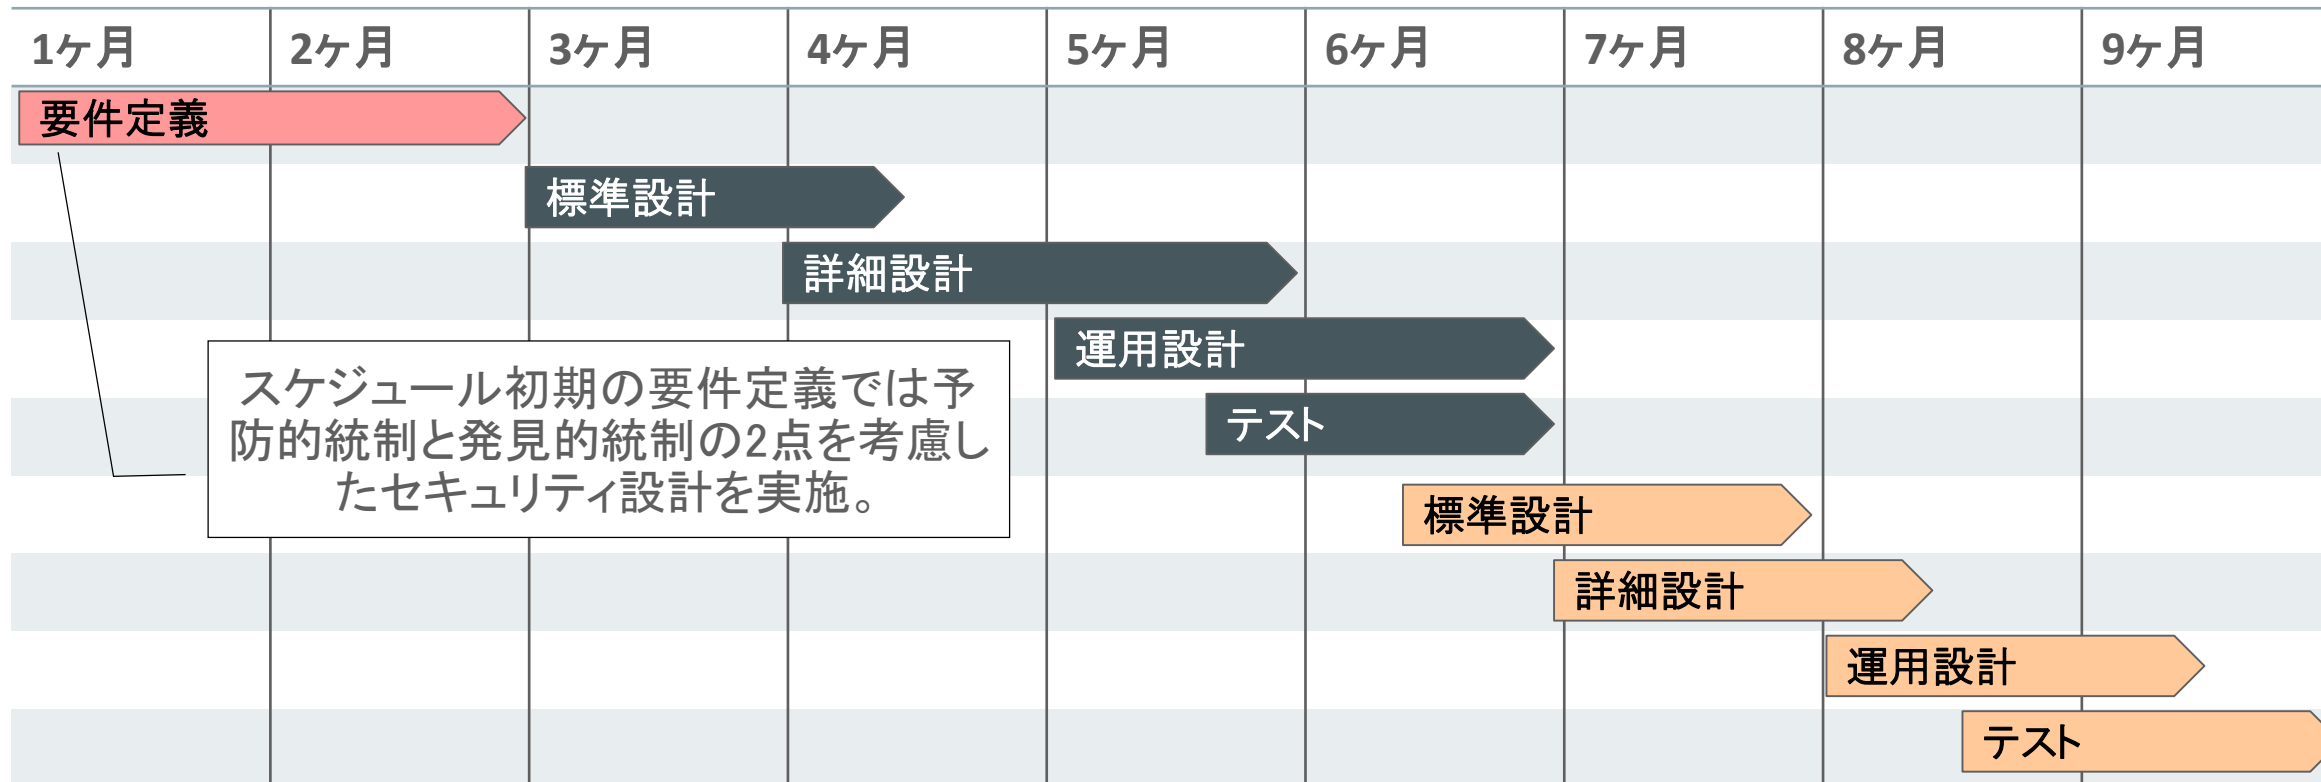 1ヶ月 2ヶ月 3ヶ月 4ヶ月 5ヶ月 6ヶ月 7ヶ月 8ヶ月 9ヶ月
要件定義
標準設計
詳細設計
運用設計
テスト
スケジュール初期の要件定義では予
防的統制と発見的統制の2点を考慮し
たセキュリティ設計を実施。
標準設計
詳細設計
運用設計
テスト